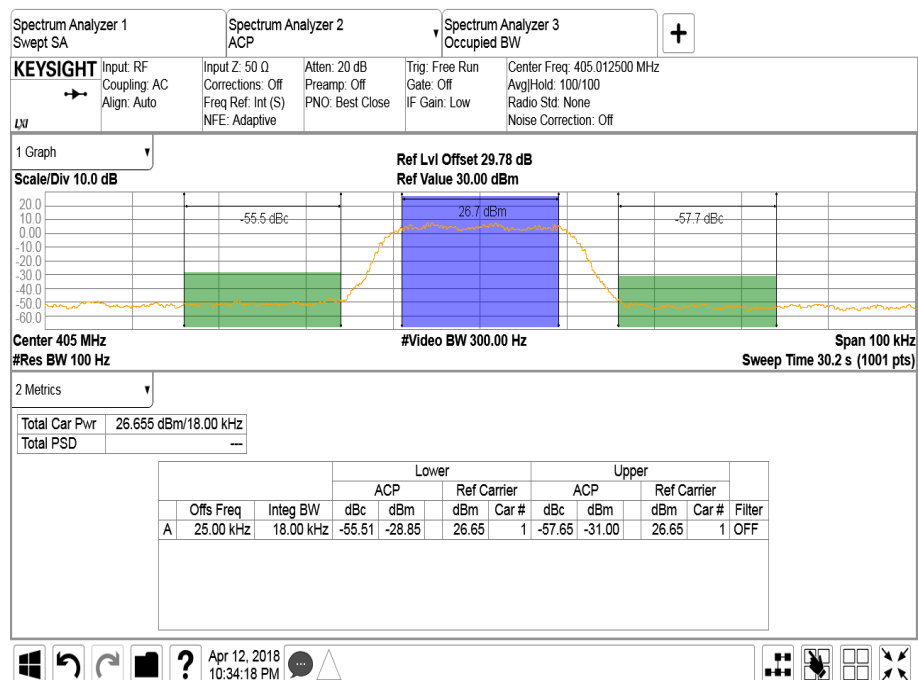 Spectrum Analyzer 1
Swept SA
Spectrum Analyzer 2
ACP
Spectrum Analyzer 3
Occupied BW
+
KEYSIGHT
LXI
Input: RF
Coupling: AC
Align: Auto
Input Z: 50 Ω
Corrections: Off
Freq Ref: Int (S)
NFE: Adaptive
Atten: 20 dB
Preamp: Off
PNO: Best Close
Trig: Free Run
Gate: Off
IF Gain: Low
Center Freq: 405.012500 MHz
Avg|Hold: 100/100
Radio Std: None
Noise Correction: Off
1 Graph
Scale/Div 10.0 dB
Ref Lvl Offset 29.78 dB
Ref Value 30.00 dBm
20.0
10.0
0.00
-10.0
-20.0
-30.0
-40.0
-50.0
-60.0
-55.5 dBc
26.7 dBm
-57.7 dBc
Center 405 MHz
#Video BW 300.00 Hz
Span 100 kHz
#Res BW 100 Hz
Sweep Time 30.2 s (1001 pts)
2 Metrics
Total Car Pwr 26.655 dBm/18.00 kHz
Total PSD ---
Lower Upper
ACP Ref Carrier ACP Ref Carrier
Offs Freq Integ BW dBc dBm dBm Car # dBc dBm dBm Car # Filter
A 25.00 kHz 18.00 kHz -55.51 -28.85 26.65 1 -57.65 -31.00 26.65 1 OFF
?
Apr 12, 2018
10:34:18 PM